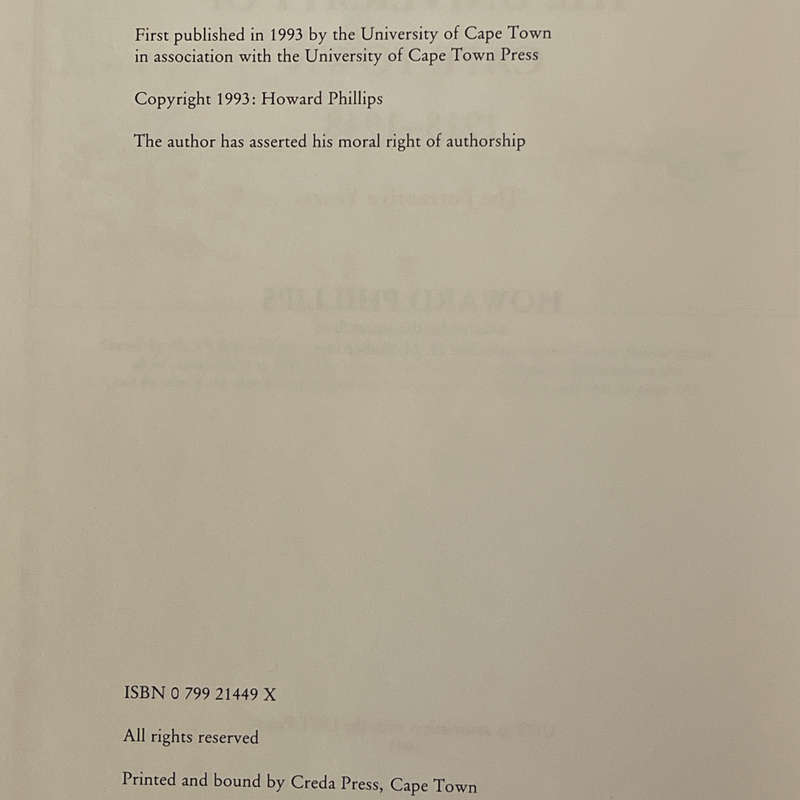 First published in 1993 by the University of Cape Town
in association with the University of Cape Town Press
Copyright 1993: Howard Phillips
The author has asserted his moral right of authorship
HOWARD PHILLIPS
ISBN 0 799 21449 X
All rights reserved
Printed and bound by Creda Press, Cape Town